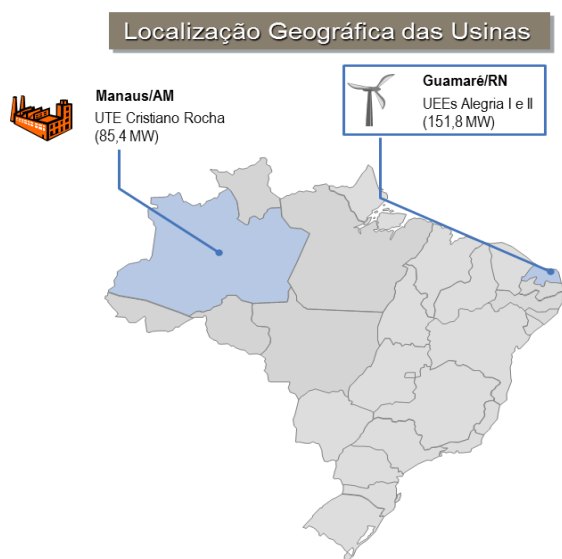 Localização Geográfica das Usinas
Manaus/AM
UTE Cristiano Rocha
(85,4 MW)
Guamaré/RN
UEEs Alegria I e II
(151,8 MW)